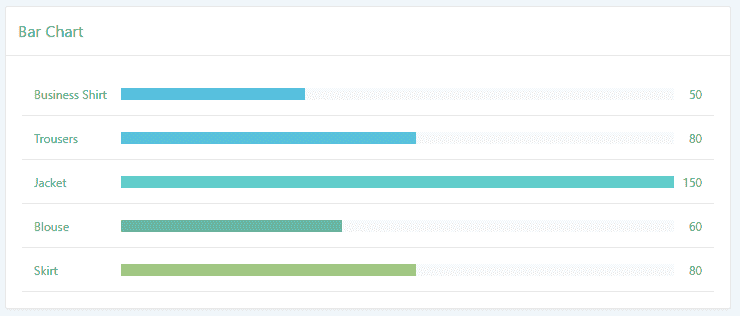 Bar Chart
Business Shirt 50
Trousers 80
Jacket 150
Blouse 60
Skirt 80